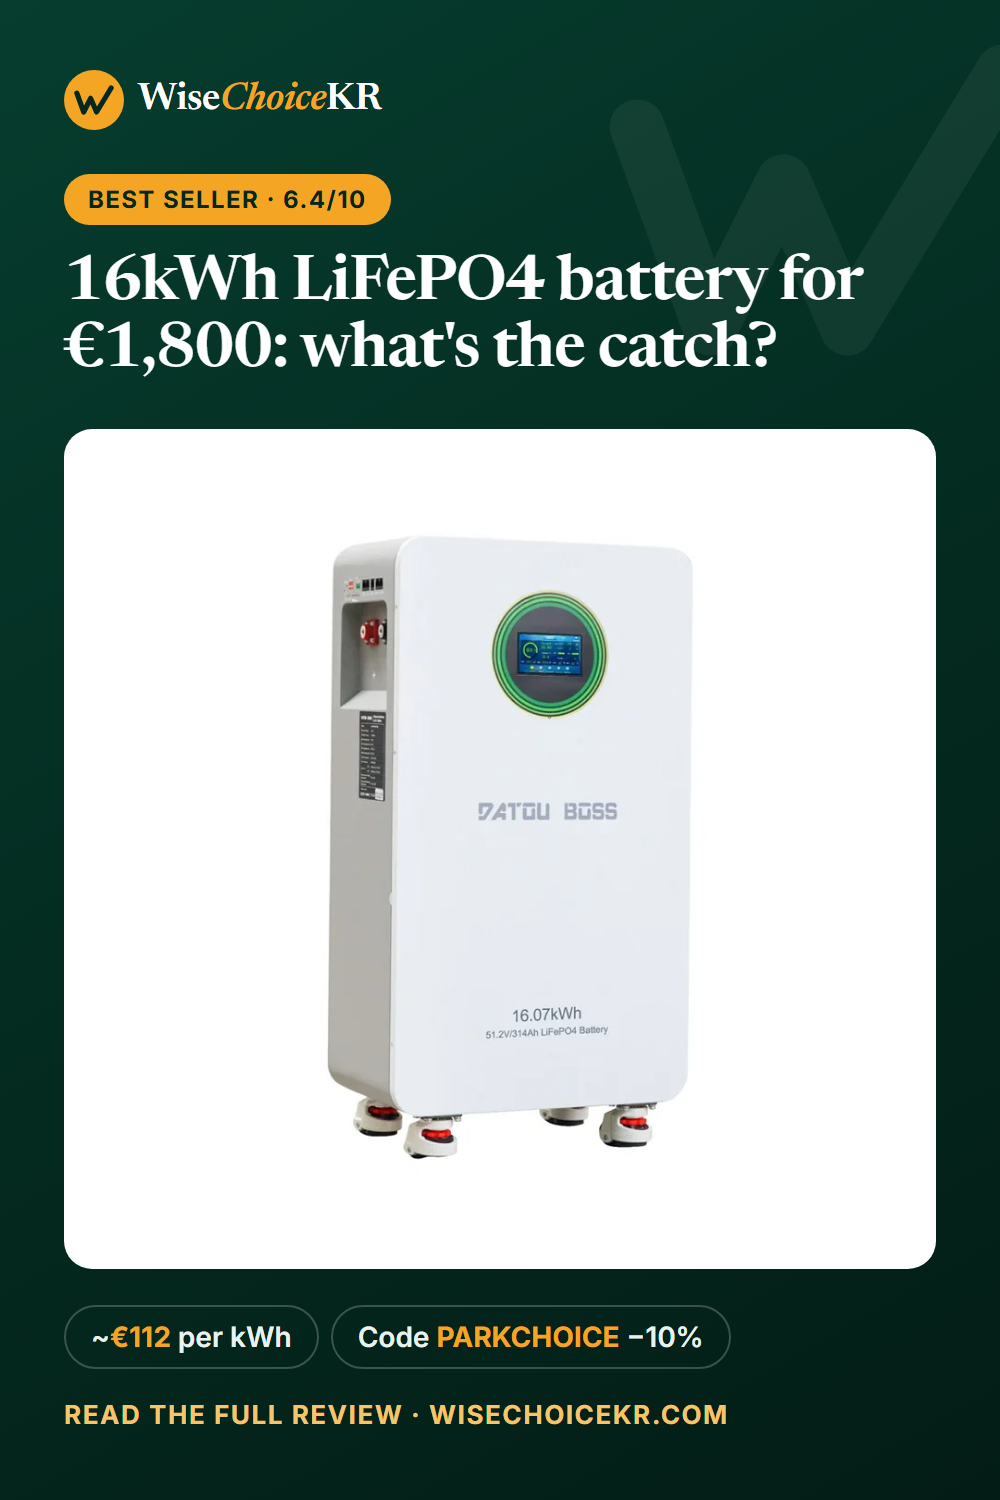 WiseChoiceKR
BEST SELLER · 6.4/10
16kWh LiFePO4 battery for
€1,800: what's the catch?
DATOU BOSS
16.07kWh
51.2V/314Ah LiFePO4 Battery
~€112 per kWh
Code PARKCHOICE −10%
READ THE FULL REVIEW · WISECHOICEKR.COM